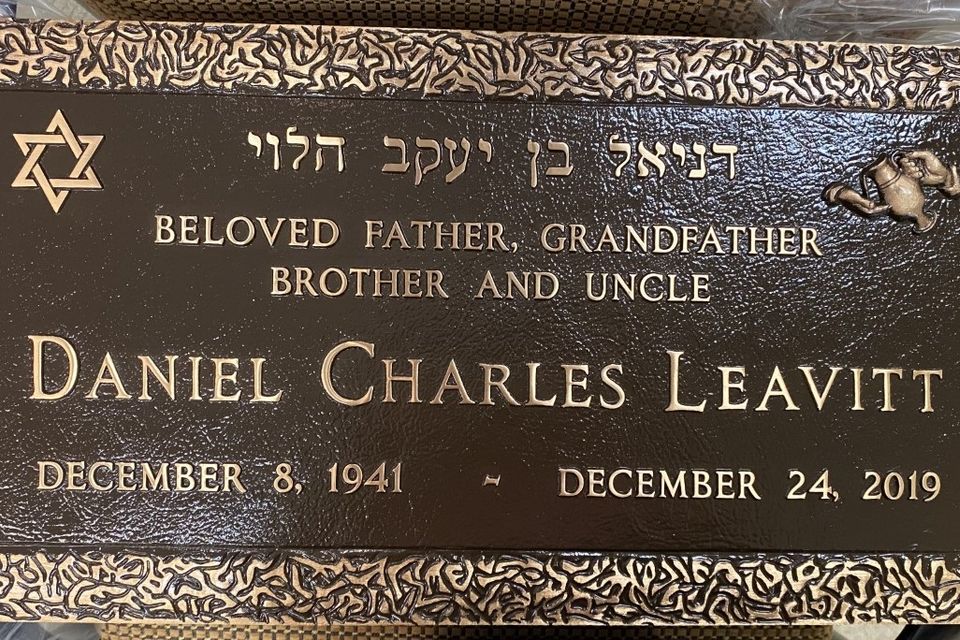 דניאל בן יעקב הלוי
BELOVED FATHER, GRANDFATHER
BROTHER AND UNCLE
DANIEL CHARLES LEAVITT
DECEMBER 8, 1941 - DECEMBER 24, 2019